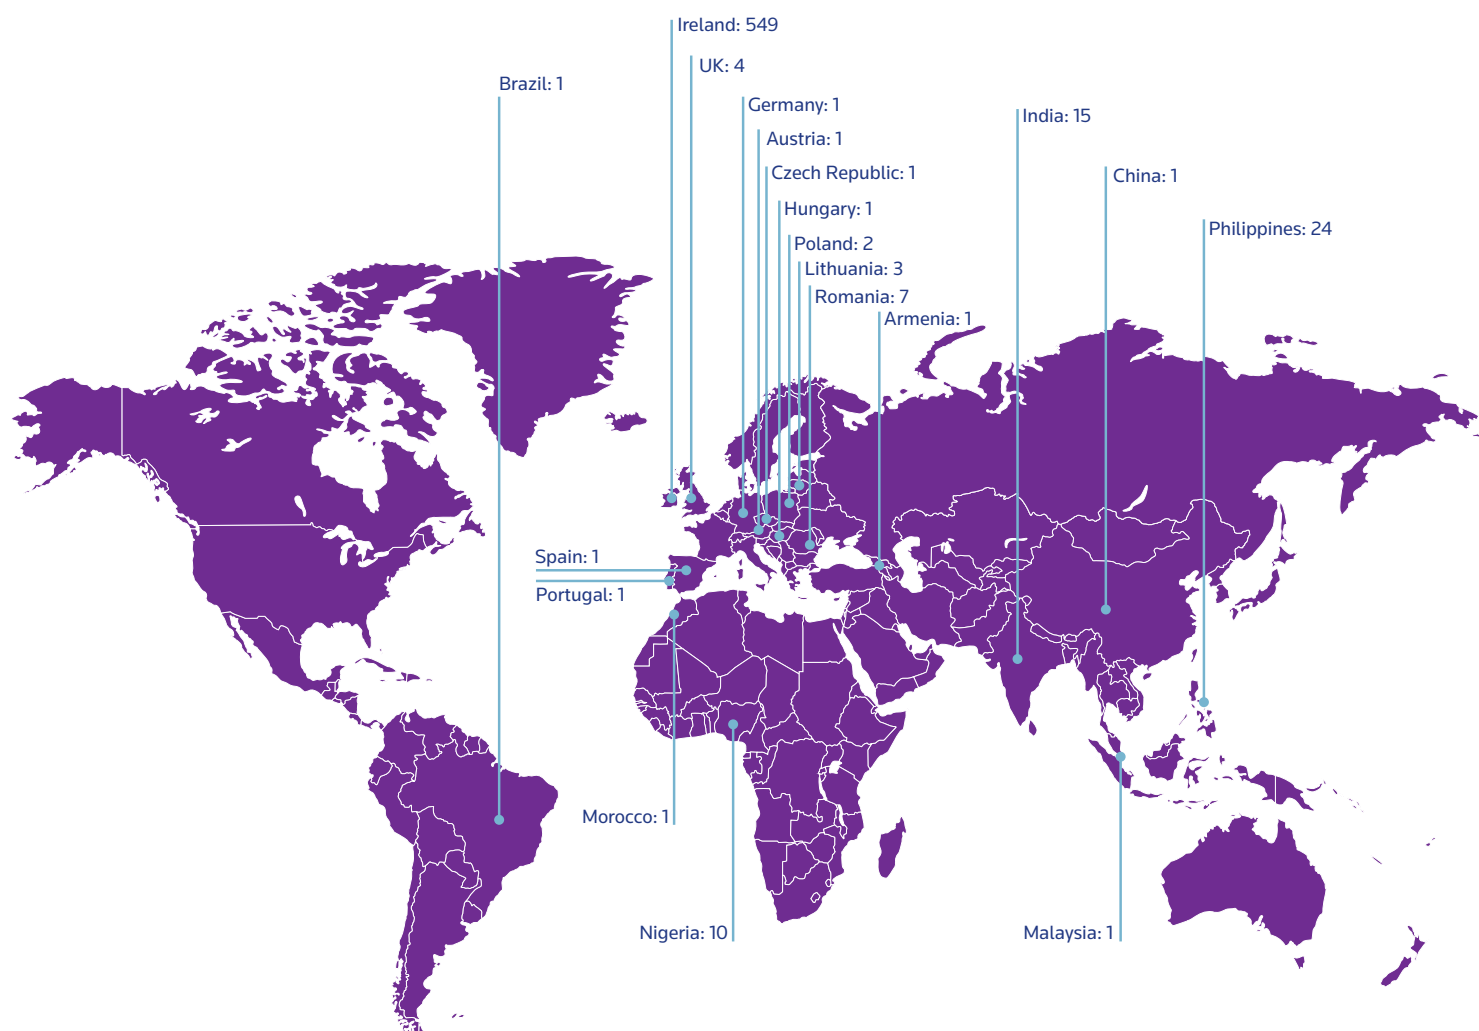 Ireland: 549
UK: 4
Brazil: 1
Germany: 1
India: 15
Austria: 1
Czech Republic: 1
China: 1
Hungary: 1
Philippines: 24
Poland: 2
Lithuania: 3
Romania: 7
Armenia: 1
Spain: 1
Portugal: 1
Morocco: 1
Nigeria: 10
Malaysia: 1